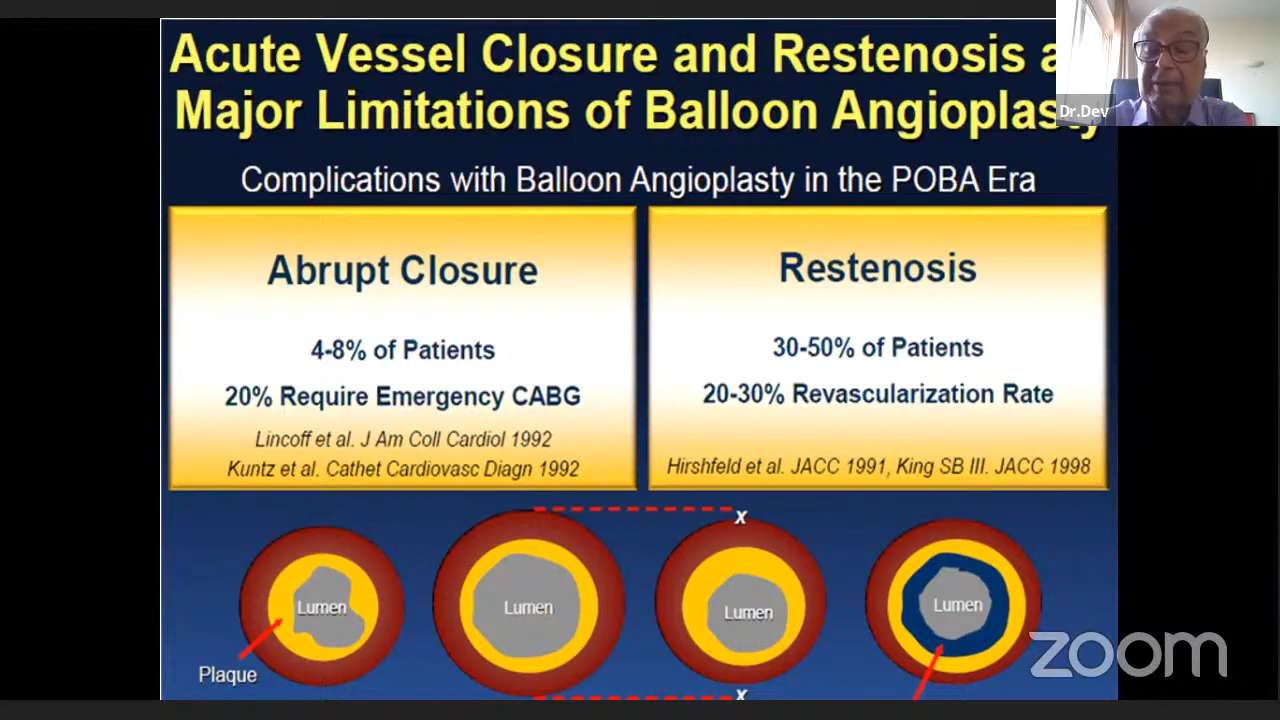 Acute Vessel Closure and Restenosis
Major Limitations of Balloon Angioplasty
Dr.Dev
Complications with Balloon Angioplasty in the POBA Era
Abrupt Closure
4-8% of Patients
20% Require Emergency CABG
Lincoff et al. J Am Coll Cardiol 1992
Kuntz et al. Cathet Cardiovasc Diagn 1992
Restenosis
30-50% of Patients
20-30% Revascularization Rate
Hirshfeld et al. JACC 1991, King SB III. JACC 1998
x
Lumen
Lumen
Lumen
Lumen
Plaque
x
zoom